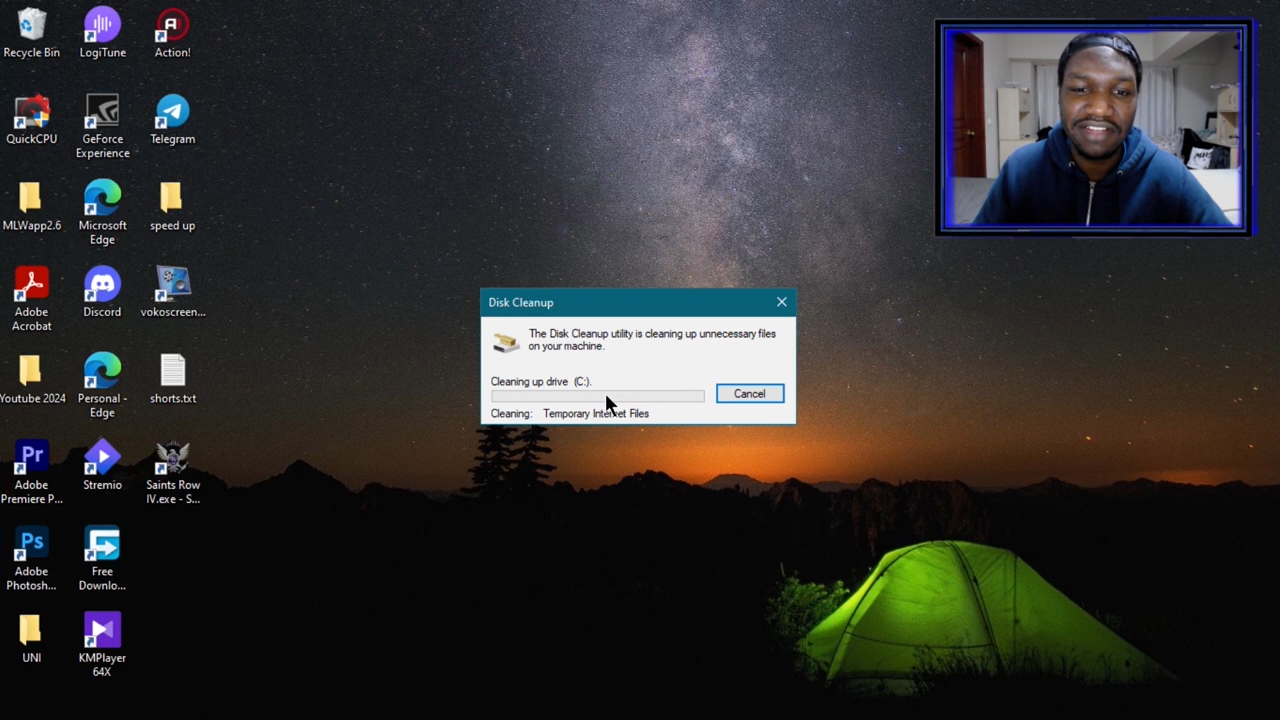 Recycle Bin
LogiTune
Action!
QuickCPU
GeForce
Experience
Telegram
MLWapp2.6
Microsoft
Edge
speed up
Adobe
Acrobat
Discord
vokoscreen...
Youtube 2024
Personal -
Edge
shorts.txt
Adobe
Premiere P...
Stremio
Saints Row
IV.exe - S...
Adobe
Photosh...
Free
Downlo...
UNI
KMPlayer
64X
Disk Cleanup
The Disk Cleanup utility is cleaning up unnecessary files
on your machine.
Cleaning up drive (C:).
Cancel
Cleaning: Temporary Internet Files